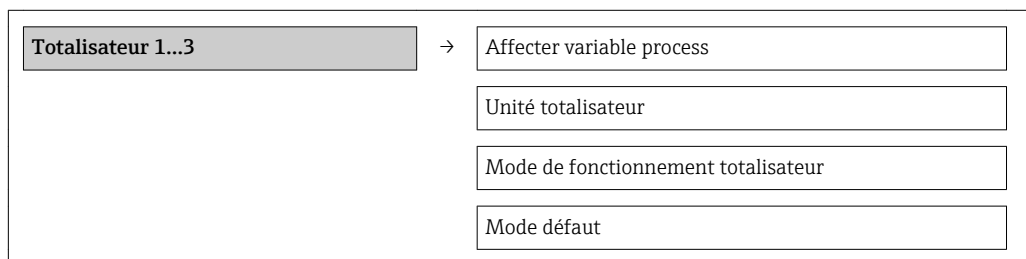 Totalisateur 1…3 → Affecter variable process
Unité totalisateur
Mode de fonctionnement totalisateur
Mode défaut